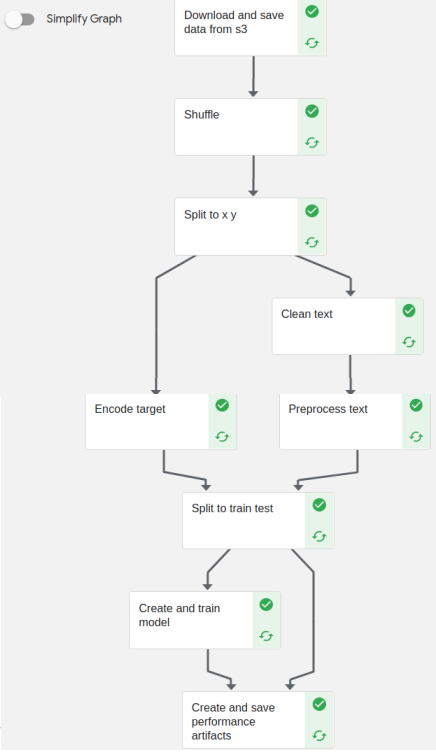 Simplify Graph
Download and save
data from s3
Shuffle
Split to x y
Clean text
Encode target
Preprocess text
Split to train test
Create and train
model
Create and save
performance
artifacts